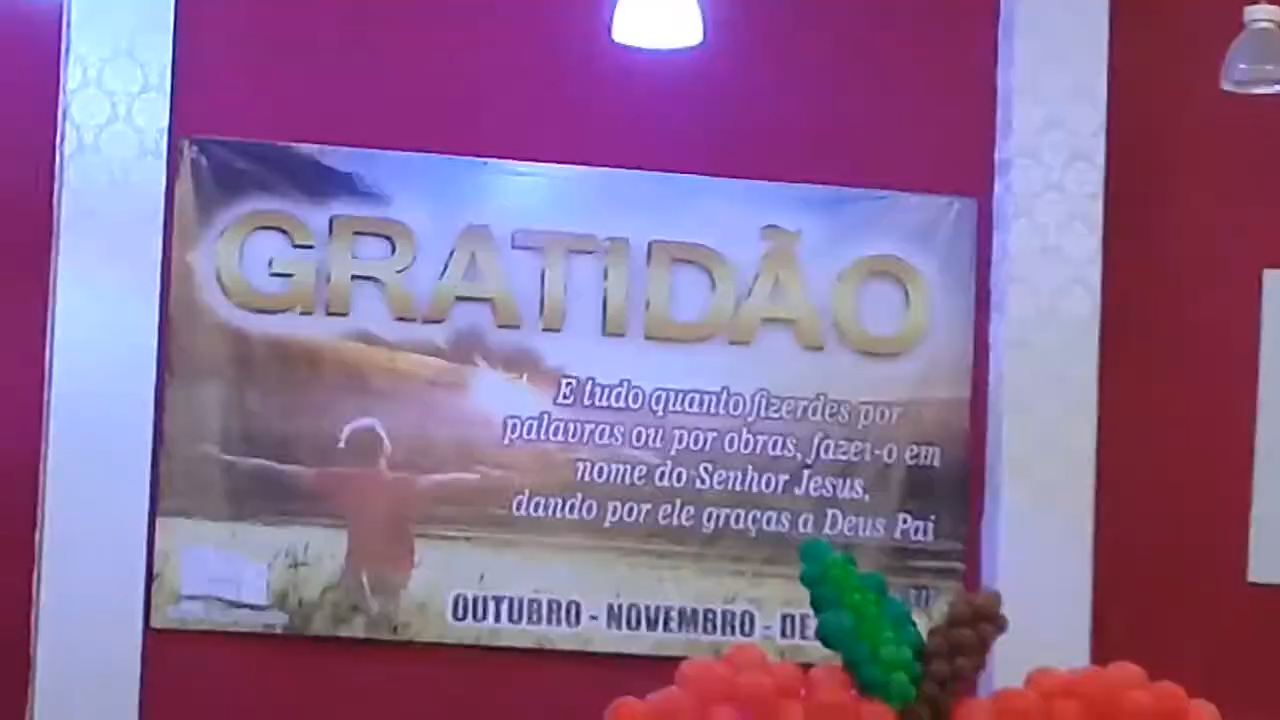 GRATIDÃO
E tudo quanto fizerdes por
palavras ou por obras, fazei-o em
nome do Senhor Jesus,
dando por ele graças a Deus Pai
OUTUBRO - NOVEMBRO - DE